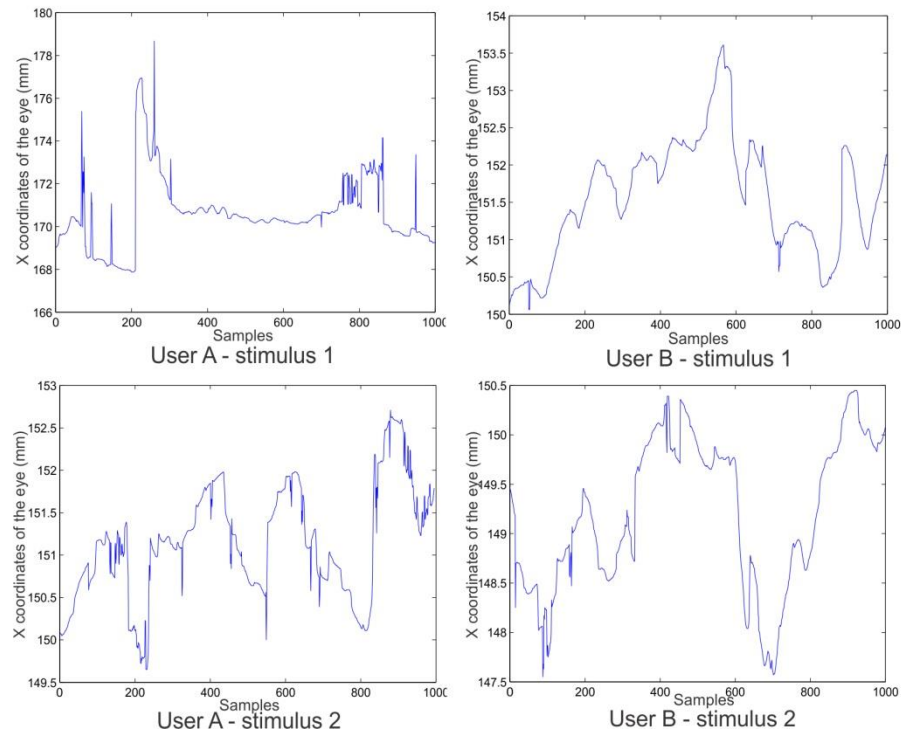 180
178
176
174
172
170
168
166
X coordinates of the eye (mm)
0 200 400 600 800 1000
Samples
User A - stimulus 1
154
153.5
153
152.5
152
151.5
151
150.5
150
X coordinates of the eye (mm)
0 200 400 600 800 1000
Samples
User B - stimulus 1
153
152.5
152
151.5
151
150.5
150
149.5
X coordinates of the eye (mm)
0 200 400 600 800 1000
Samples
User A - stimulus 2
150.5
150
149.5
149
148.5
148
147.5
X coordinates of the eye (mm)
0 200 400 600 800 1000
Samples
User B - stimulus 2